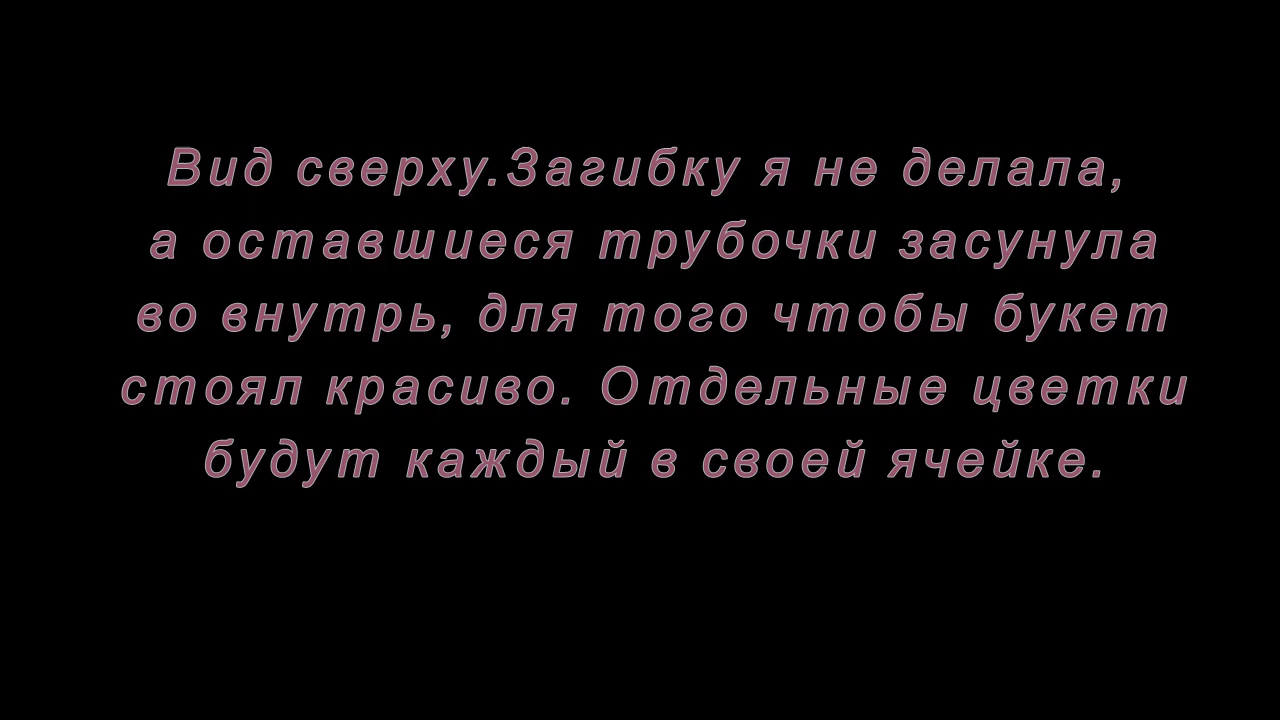 Вид сверху.Загибку я не делала,
а оставшиеся трубочки засунула
во внутрь, для того чтобы букет
стоял красиво. Отдельные цветки
будут каждый в своей ячейке.